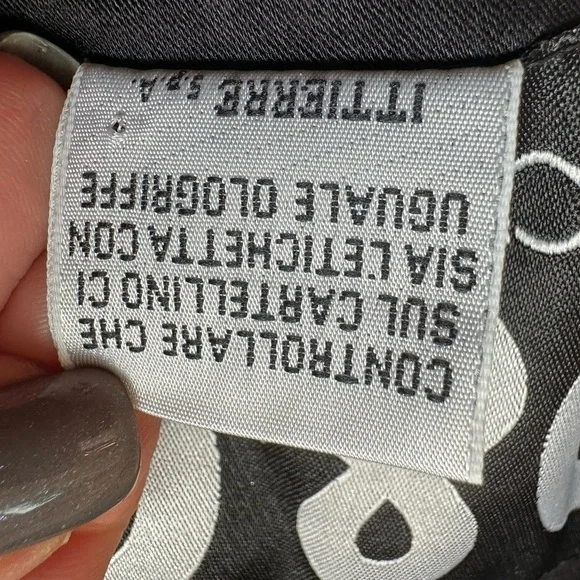 CONTROLLARE CHE
SUL CARTELLINO CI
SIA L'ETICHETTA CON
UGUALE OLOGRIFFE
ITTIERRE S.p.A.